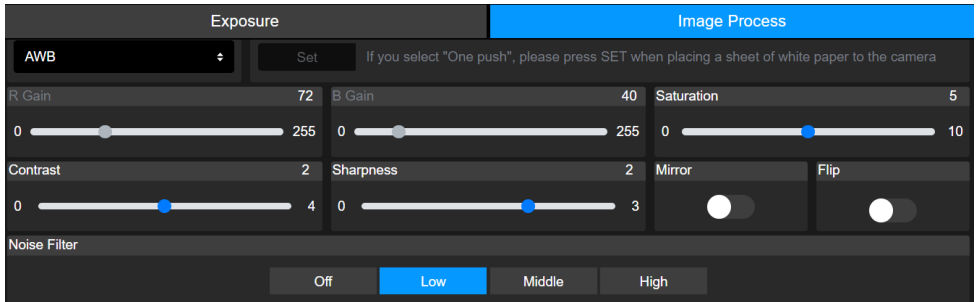 Exposure Image Process
AWB Set If you select "One push", please press SET when placing a sheet of white paper to the camera
R Gain 72 B Gain 40 Saturation 5
0 255 0 255 0 10
Contrast 2 Sharpness 2 Mirror Flip
0 4 0 3
Noise Filter
Off Low Middle High